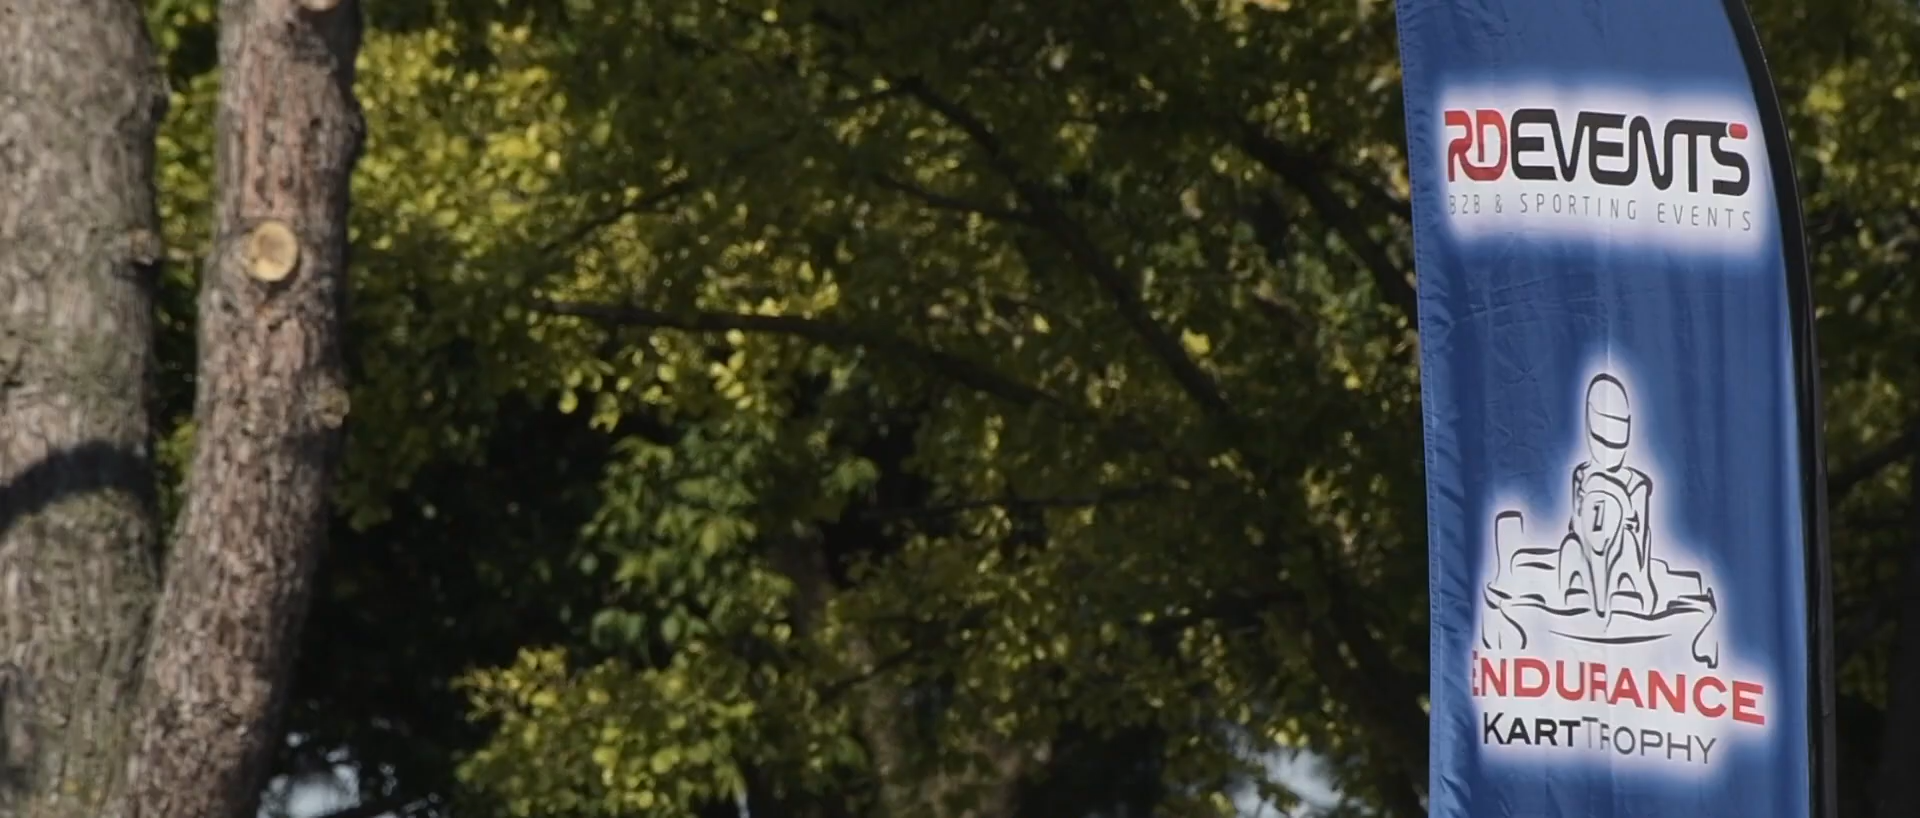 RDEVENTS
B2B & SPORTING EVENTS
1
ENDURANCE
KARTTROPHY